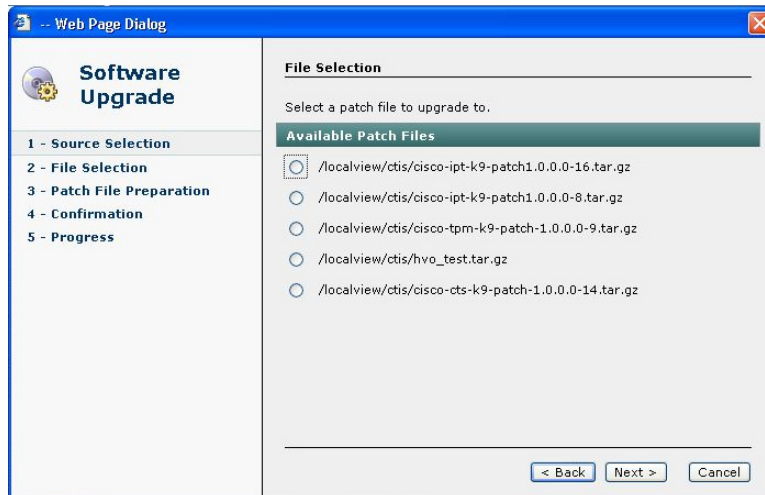 -- Web Page Dialog
Software
Upgrade
1 - Source Selection
2 - File Selection
3 - Patch File Preparation
4 - Confirmation
5 - Progress
File Selection
Select a patch file to upgrade to.
Available Patch Files
/localview/ctis/cisco-ipt-k9-patch1.0.0.0-16.tar.gz
/localview/ctis/cisco-ipt-k9-patch1.0.0.0-8.tar.gz
/localview/ctis/cisco-tpm-k9-patch-1.0.0.0-9.tar.gz
/localview/ctis/hvo_test.tar.gz
/localview/ctis/cisco-cts-k9-patch-1.0.0.0-14.tar.gz
< Back Next > Cancel